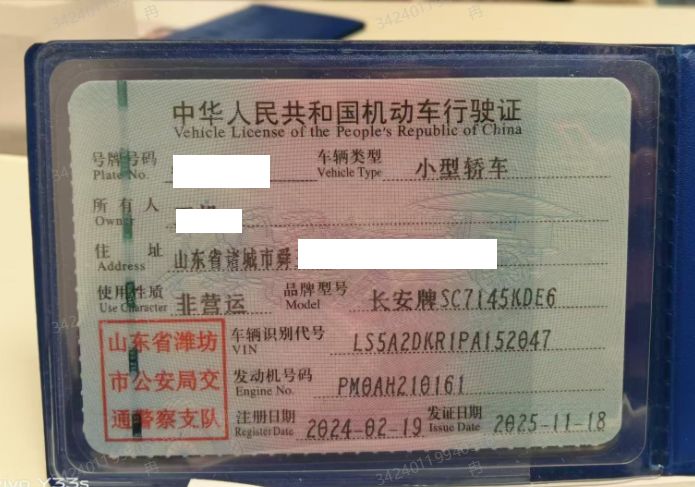 中华人民共和国机动车行驶证
Vehicle License of the People's Republic of China
号牌号码 车辆类型 小型轿车
Plate No. Vehicle Type
所有人
Owner
住址 山东省诸城市舜
Address
使用性质 非营运 品牌型号 长安牌SC7145KDE6
Use Character Model
山东省潍坊
市公安局交
通警察支队
车辆识别代号 LS5A2DKR1PA152047
VIN
发动机号码 PM0AH210161
Engine No.
注册日期 2024-02-19 发证日期 2025-11-18
Register Date Issue Date
vivo Y33s